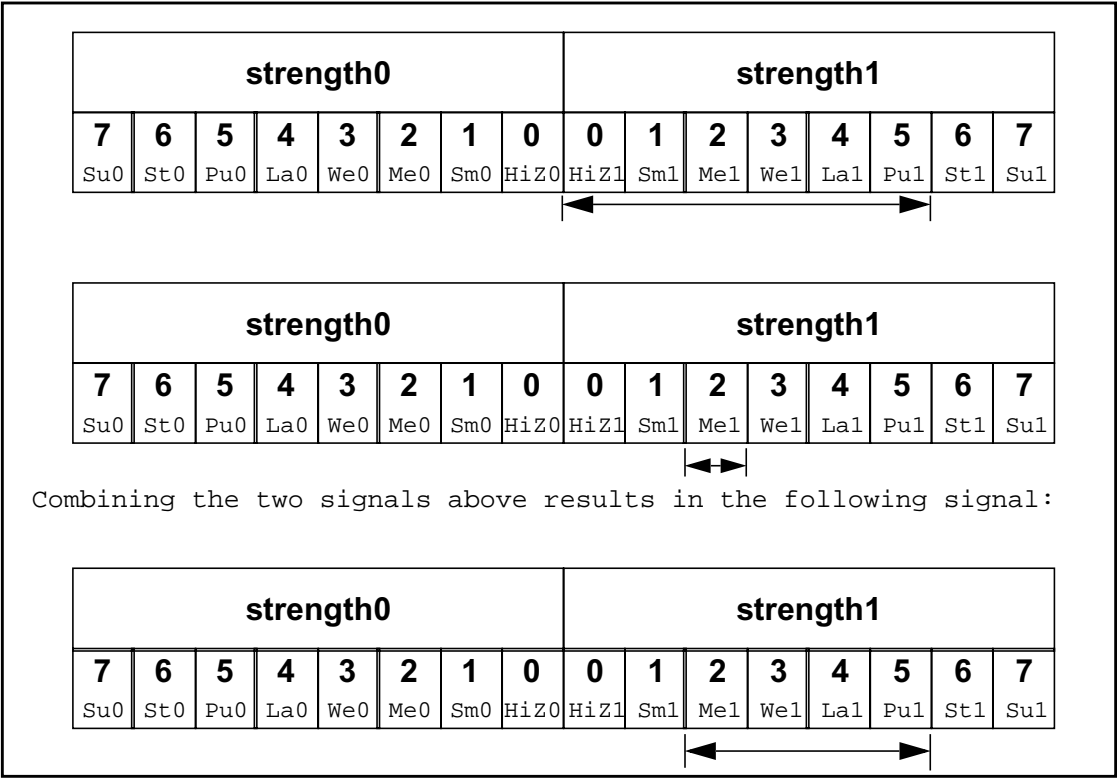 strength0 strength1
7 6 5 4 3 2 1 0 0 1 2 3 4 5 6 7
Su0 St0 Pu0 La0 We0 Me0 Sm0 HiZ0 HiZ1 Sm1 Me1 We1 La1 Pu1 St1 Su1
strength0 strength1
7 6 5 4 3 2 1 0 0 1 2 3 4 5 6 7
Su0 St0 Pu0 La0 We0 Me0 Sm0 HiZ0 HiZ1 Sm1 Me1 We1 La1 Pu1 St1 Su1
Combining the two signals above results in the following signal:
strength0 strength1
7 6 5 4 3 2 1 0 0 1 2 3 4 5 6 7
Su0 St0 Pu0 La0 We0 Me0 Sm0 HiZ0 HiZ1 Sm1 Me1 We1 La1 Pu1 St1 Su1